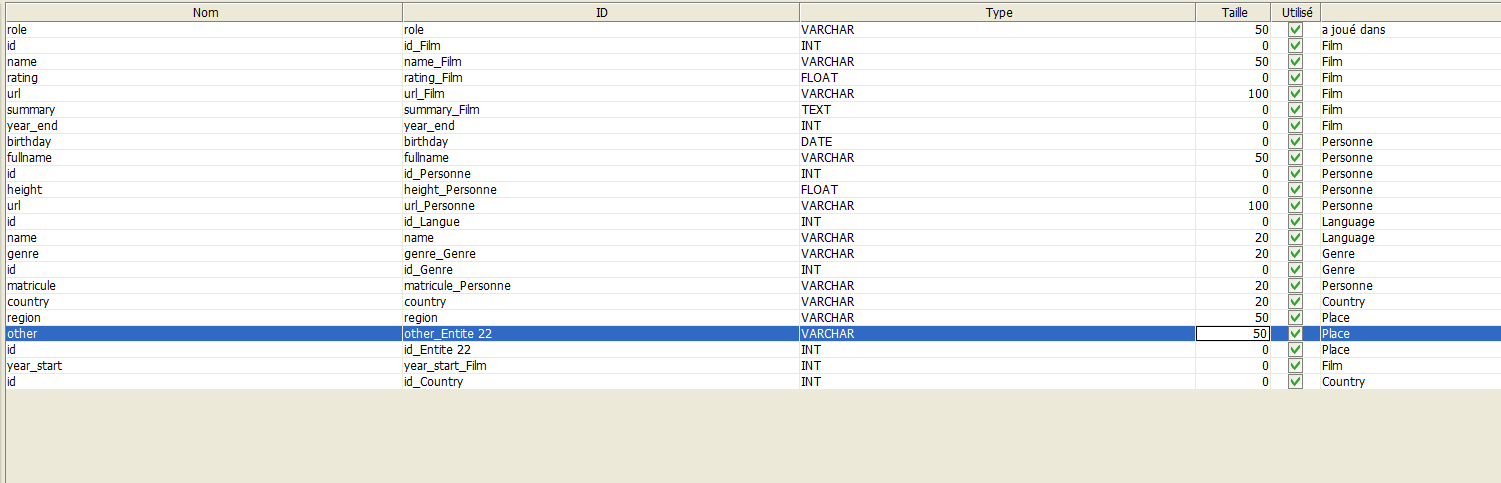 Nom ID Type Taille Utilisé
role role VARCHAR 50 a joué dans
id id_Film INT 0 Film
name name_Film VARCHAR 50 Film
rating rating_Film FLOAT 0 Film
url url_Film VARCHAR 100 Film
summary summary_Film TEXT 0 Film
year_end year_end INT 0 Film
birthday birthday DATE 0 Personne
fullname fullname VARCHAR 50 Personne
id id_Personne INT 0 Personne
height height_Personne FLOAT 0 Personne
url url_Personne VARCHAR 100 Personne
id id_Langue INT 0 Language
name name VARCHAR 20 Language
genre genre_Genre VARCHAR 20 Genre
id id_Genre INT 0 Genre
matricule matricule_Personne VARCHAR 20 Personne
country country VARCHAR 20 Country
region region VARCHAR 50 Place
other other_Entite 22 VARCHAR 50 Place
id id_Entite 22 INT 0 Place
year_start year_start_Film INT 0 Film
id id_Country INT 0 Country